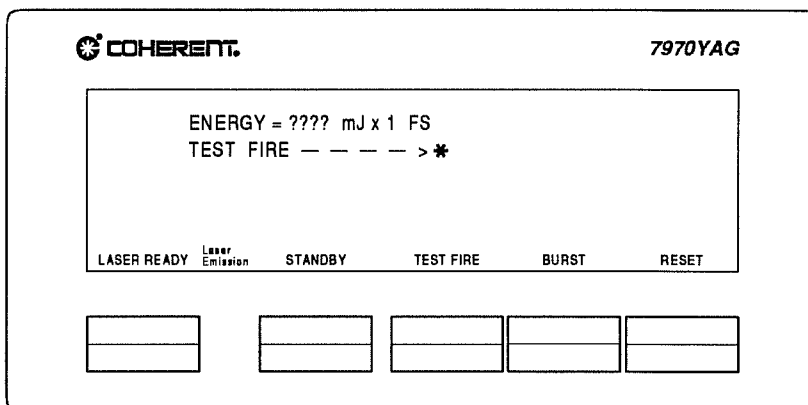 COHERENT.
7970YAG
ENERGY = ???? mJ x 1 FS
TEST FIRE — — — — > *
LASER READY
Laser Emission
STANDBY
TEST FIRE
BURST
RESET